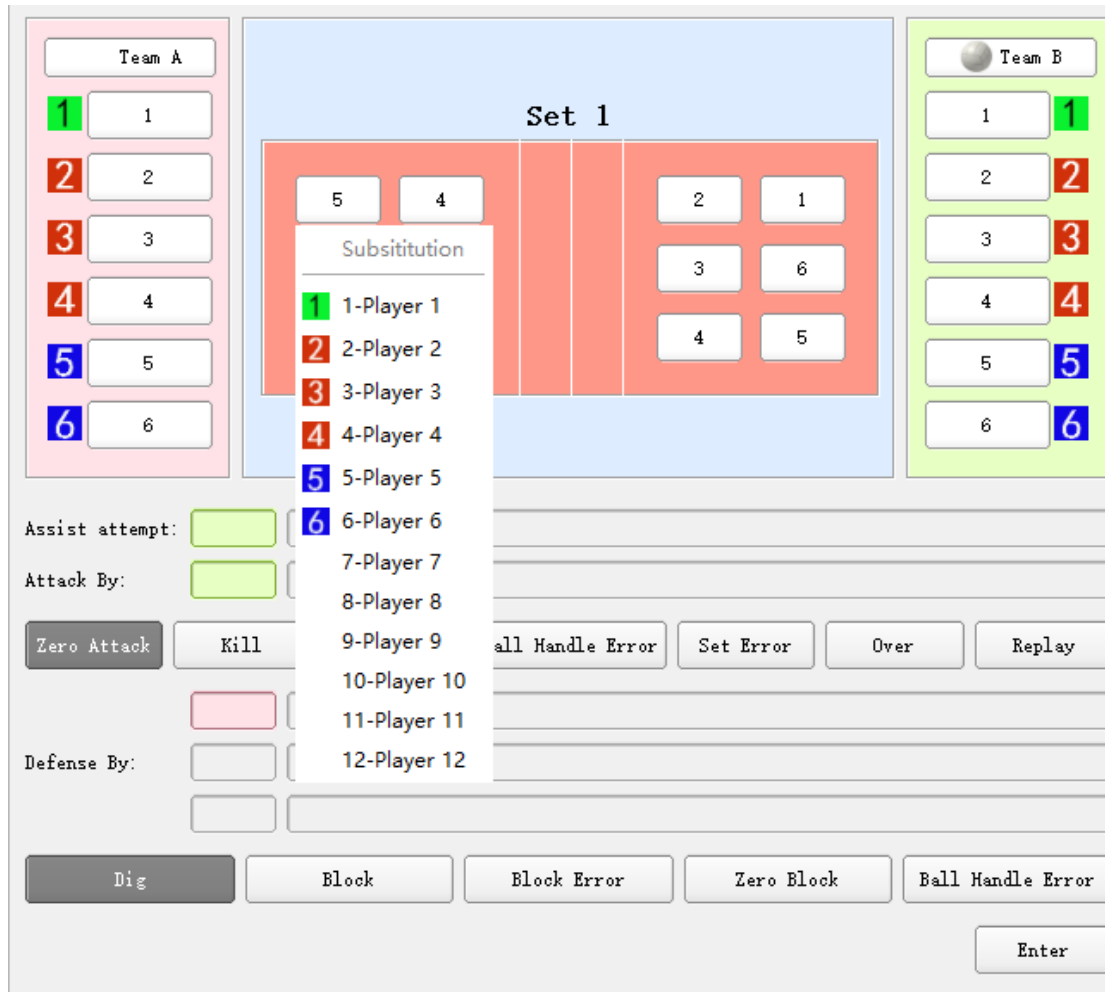 Team A
1 1
2 2
3 3
4 4
5 5
6 6
Set 1
5 4
2 1
3 6
4 5
Team B
1 1
2 2
3 3
4 4
5 5
6 6
Subsititution
1 1-Player 1
2 2-Player 2
3 3-Player 3
4 4-Player 4
5 5-Player 5
6 6-Player 6
7-Player 7
8-Player 8
9-Player 9
10-Player 10
11-Player 11
12-Player 12
Assist attempt:
Attack By:
Zero Attack Kill all Handle Error Set Error Over Replay
Defense By:
Dig Block Block Error Zero Block Ball Handle Error
Enter